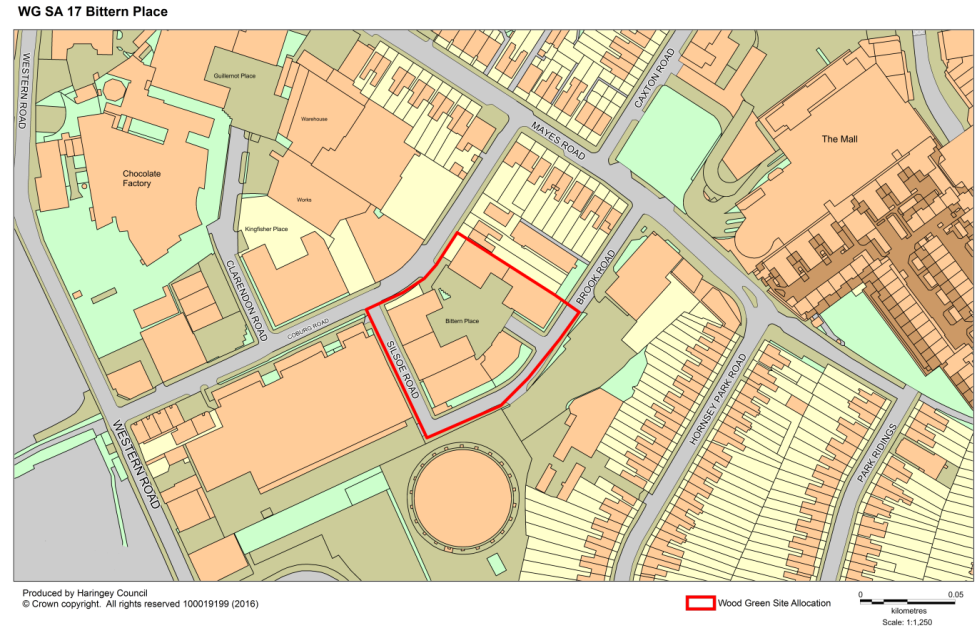 WG SA 17 Bittern Place
WESTERN ROAD
Guillemot Place
CAXTON ROAD
Warehouse
MAYES ROAD
The Mall
Chocolate
Factory
Works
Kingfisher Place
CLARENDON ROAD
BROOK ROAD
COBURG ROAD
Bittern Place
SILSOE ROAD
HORNSEY PARK ROAD
WESTERN ROAD
PARK RIDINGS
Produced by Haringey Council
© Crown copyright. All rights reserved 100019199 (2016)
Wood Green Site Allocation
0 0.05
kilometres
Scale: 1:1,250